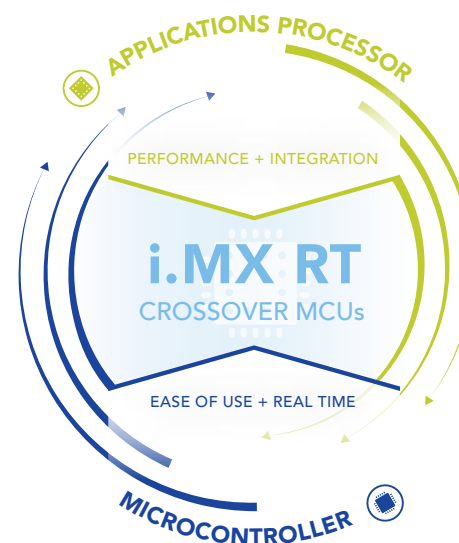 APPLICATIONS PROCESSOR
PERFORMANCE + INTEGRATION
i.MX RT
CROSSOVER MCUs
EASE OF USE + REAL TIME
MICROCONTROLLER